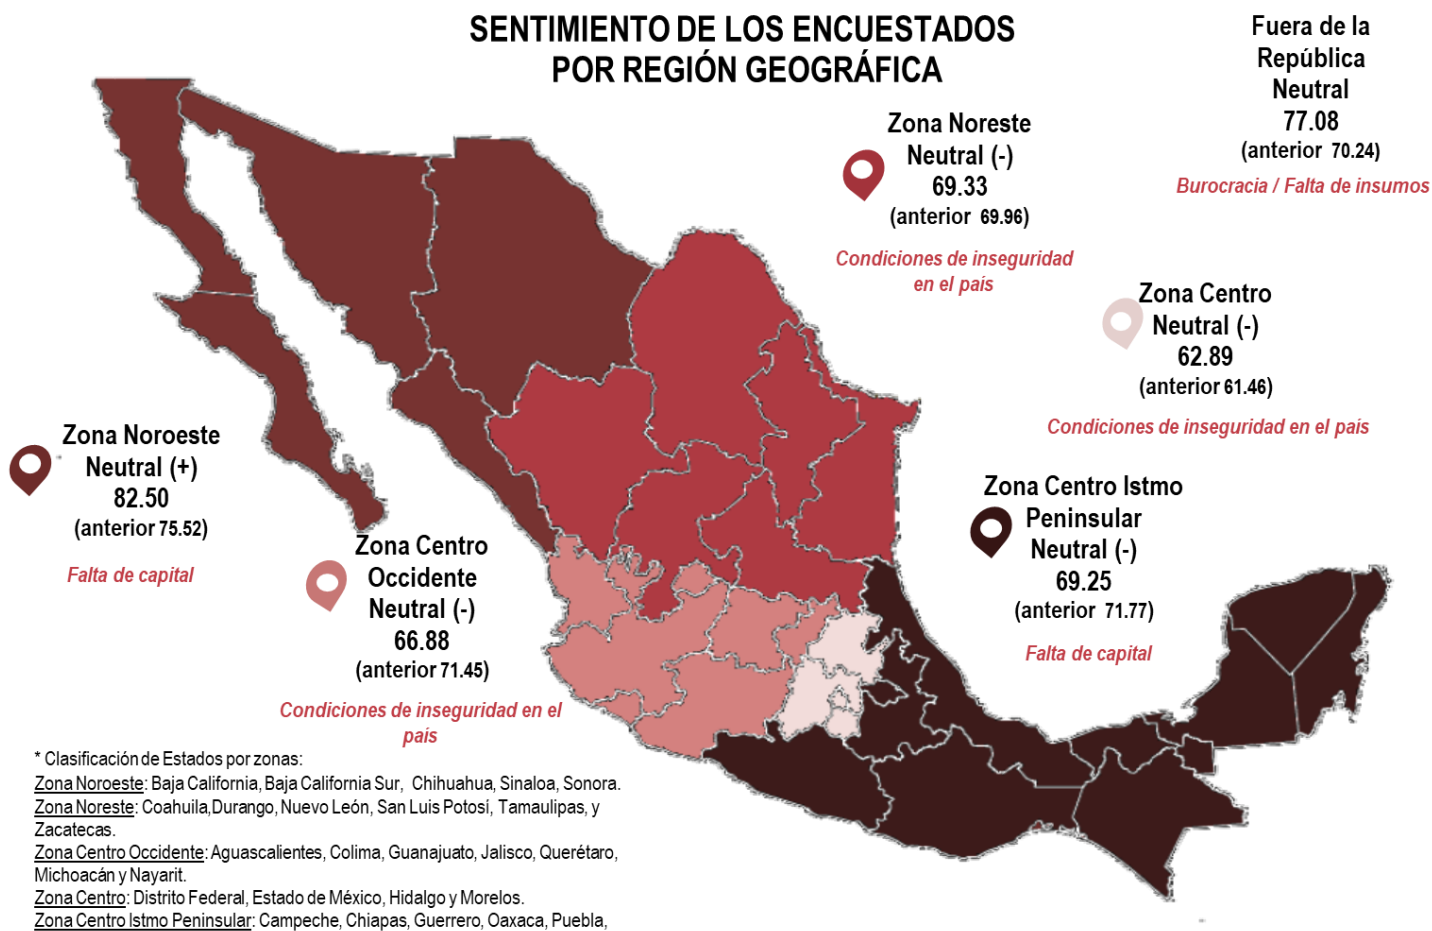 SENTIMIENTO DE LOS ENCUESTADOS
POR REGIÓN GEOGRÁFICA
Fuera de la
República
Neutral
77.08
(anterior 70.24)
Burocracia / Falta de insumos
Zona Noreste
Neutral (-)
69.33
(anterior 69.96)
Condiciones de inseguridad
en el país
Zona Centro
Neutral (-)
62.89
(anterior 61.46)
Condiciones de inseguridad en el país
Zona Noroeste
Neutral (+)
82.50
(anterior 75.52)
Falta de capital
Zona Centro Istmo
Peninsular
Neutral (-)
69.25
(anterior 71.77)
Falta de capital
Zona Centro
Occidente
Neutral (-)
66.88
(anterior 71.45)
Condiciones de inseguridad en el
país
* Clasificación de Estados por zonas:
Zona Noroeste: Baja California, Baja California Sur, Chihuahua, Sinaloa, Sonora.
Zona Noreste: Coahuila,Durango, Nuevo León, San Luis Potosí, Tamaulipas, y
Zacatecas.
Zona Centro Occidente: Aguascalientes, Colima, Guanajuato, Jalisco, Querétaro,
Michoacán y Nayarit.
Zona Centro: Distrito Federal, Estado de México, Hidalgo y Morelos.
Zona Centro Istmo Peninsular: Campeche, Chiapas, Guerrero, Oaxaca, Puebla,